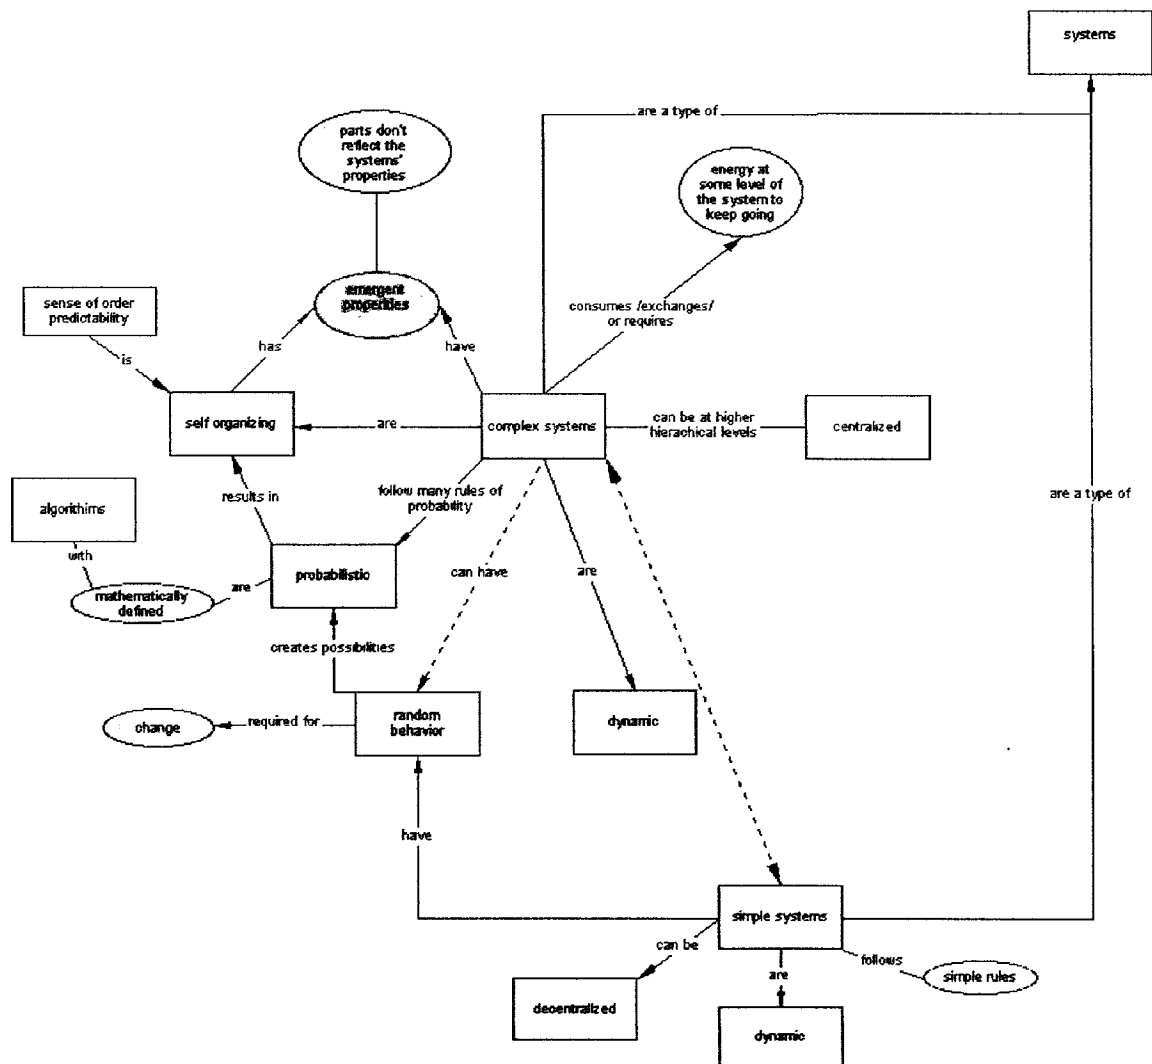 systems
are a type of
parts don't
reflect the
systems'
properties
energy at
some level of
the system to
keep going
emergent
properities
sense of order
predictability
consumes /exchanges/
or requires
has
have
is
self organizing
are
complex systems
can be at higher
hierachical levels
centralized
are a type of
algorithims
results in
follow many rules of
probability
with
probabilistic
can have
are
are
mathematically
defined
creates possibilities
change
required for
random
behavior
dynamic
have
simple systems
can be
follows
are
simple rules
decentralized
dynamic